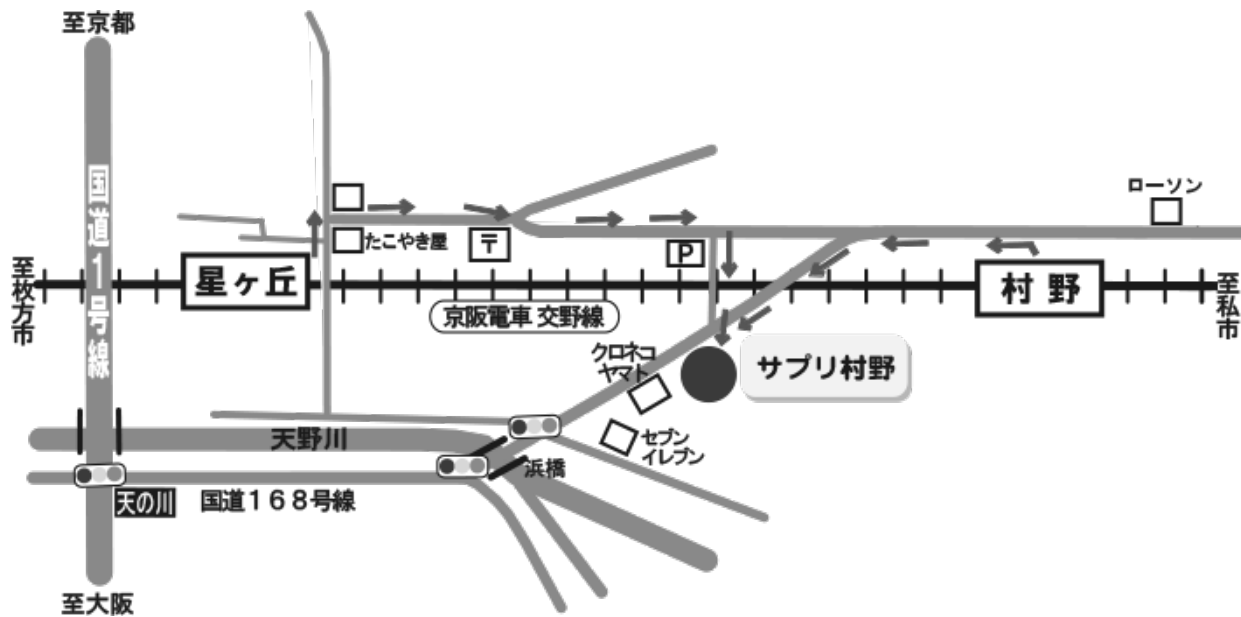 至京都
国道1号線
ローソン
たこやき屋
〒
P
至枚方市
星ヶ丘
村野
至私市
京阪電車 交野線
クロネコ
ヤマト
サプリ村野
天野川
セブン
イレブン
浜橋
天の川
国道168号線
至大阪